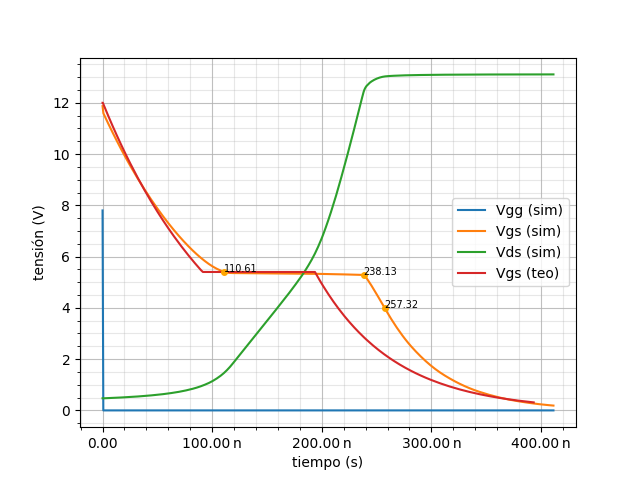 12
10
8
6
4
2
0
tensión (V)
110.61
238.13
257.32
Vgg (sim)
Vgs (sim)
Vds (sim)
Vgs (teo)
0.00
100.00 n
200.00 n
300.00 n
400.00 n
tiempo (s)